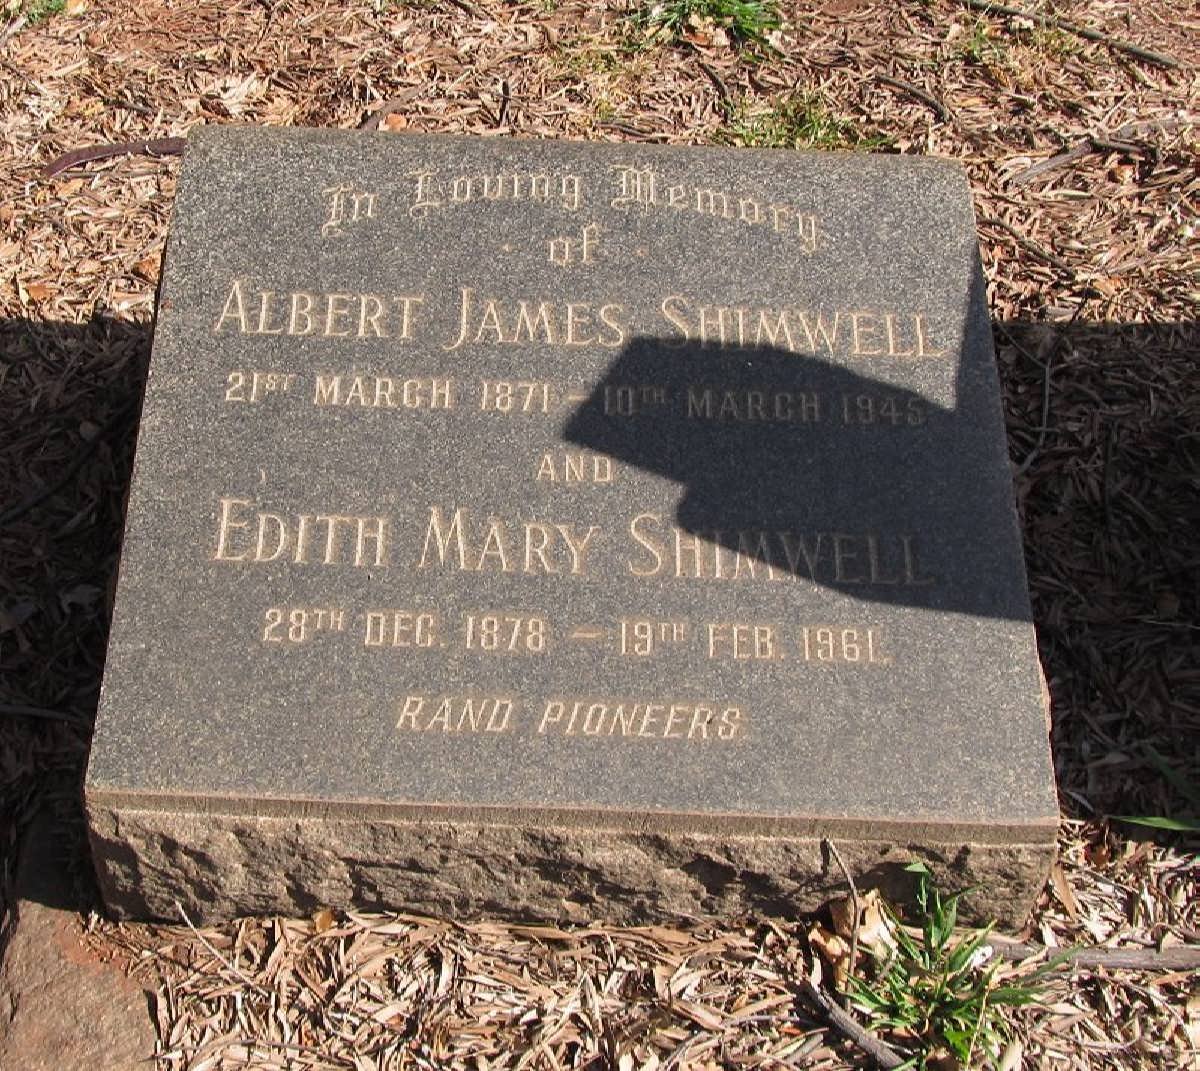 In Loving Memory
of
ALBERT JAMES SHIMWELL
21ST MARCH 1871 – 10TH MARCH 1945
AND
EDITH MARY SHIMWELL
28TH DEC. 1878 – 19TH FEB. 1961.
RAND PIONEERS